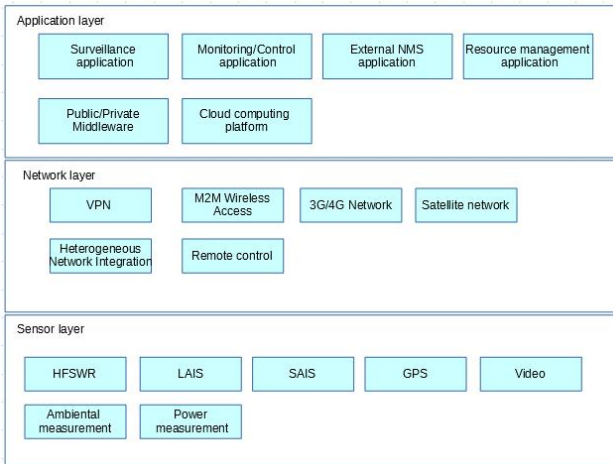 Application layer
Surveillance
application
Monitoring/Control
application
External NMS
application
Resource management
application
Public/Private
Middleware
Cloud computing
platform
Network layer
VPN
M2M Wireless
Access
3G/4G Network
Satellite network
Heterogeneous
Network Integration
Remote control
Sensor layer
HFSWR
LAIS
SAIS
GPS
Video
Ambiental
measurement
Power
measurement